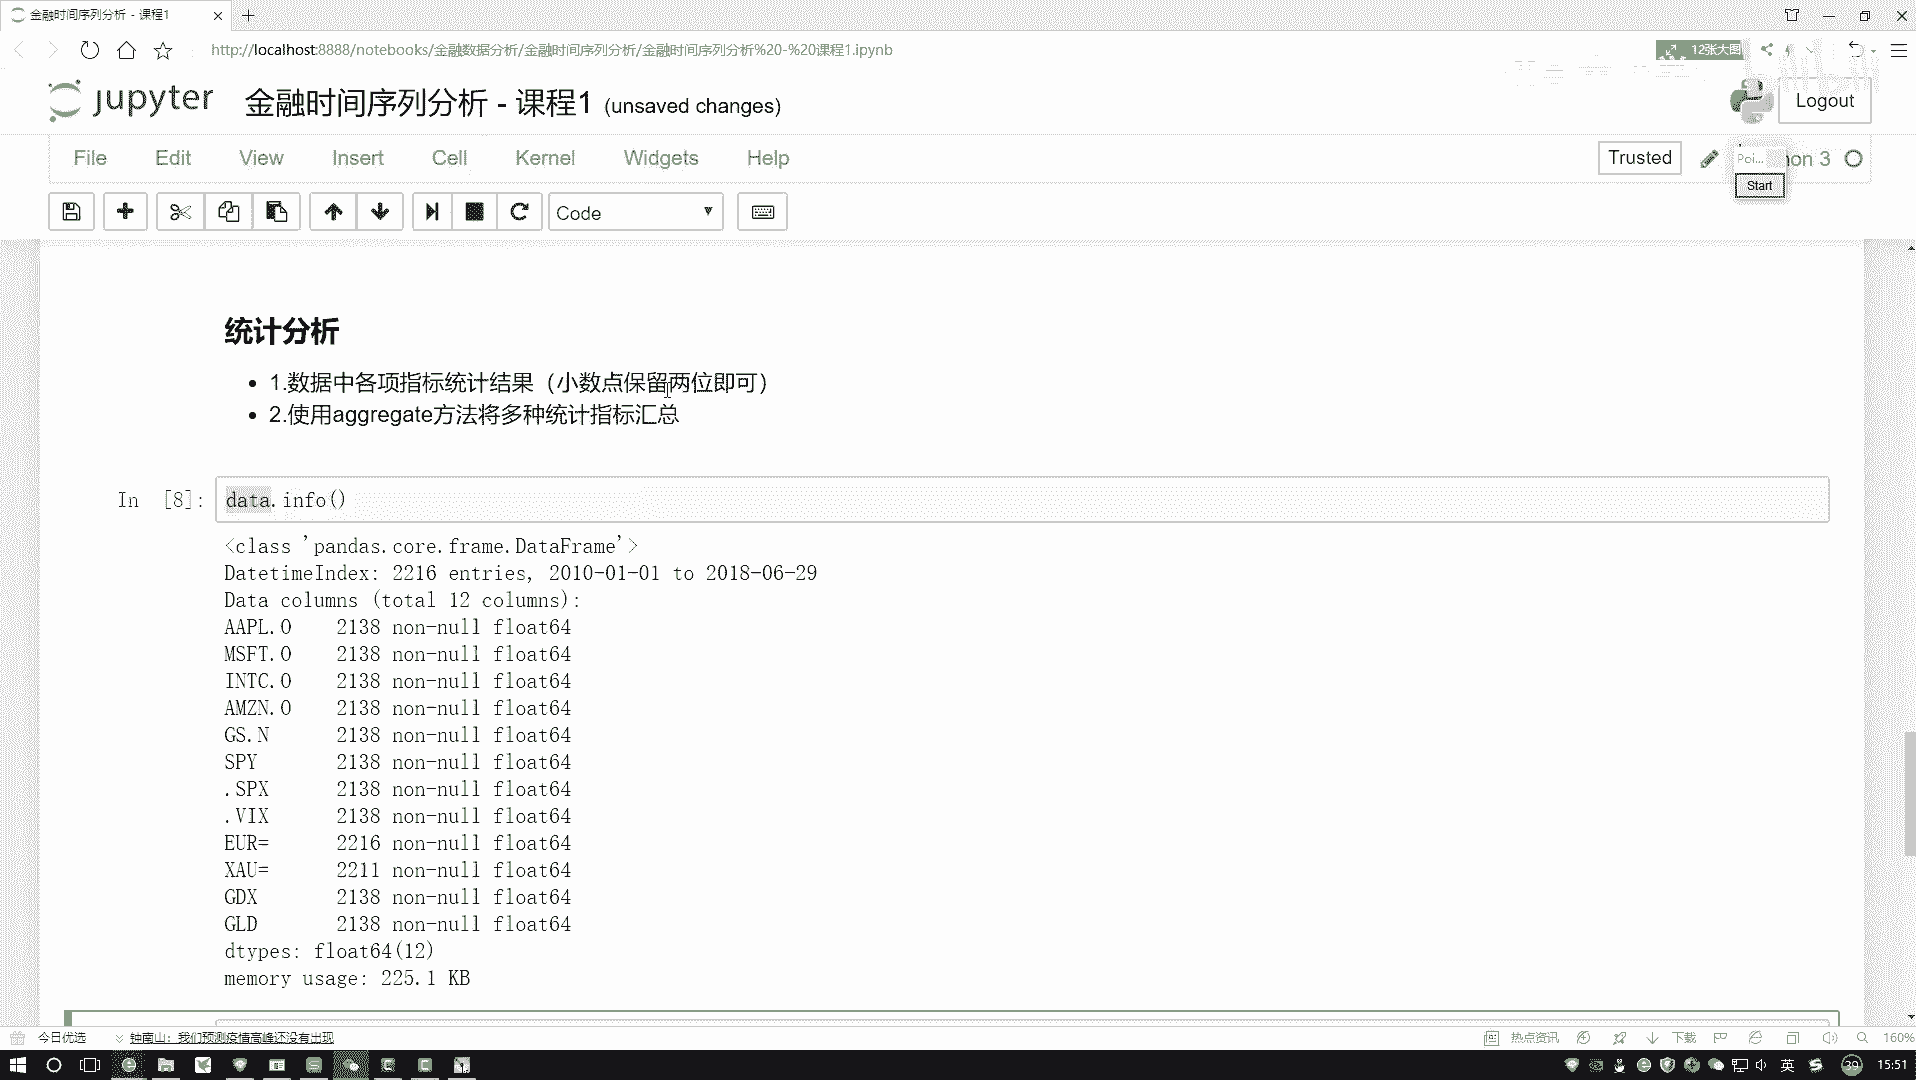 金融时间序列分析 - 课程1
http://localhost:8888/notebooks/金融数据分析/金融时间序列分析/金融时间序列分析%20-%20课程1.ipynb
12张大图
jupyter
金融时间序列分析 - 课程1 (unsaved changes)
Logout
File Edit View Insert Cell Kernel Widgets Help
Trusted
Poi... hon 3
Start
Code
统计分析
1.数据中各项指标统计结果（小数点保留两位即可）
2.使用aggregate方法将多种统计指标汇总
In [8]: data.info()
<class 'pandas.core.frame.DataFrame'>
DatetimeIndex: 2216 entries, 2010-01-01 to 2018-06-29
Data columns (total 12 columns):
AAPL.O 2138 non-null float64
MSFT.O 2138 non-null float64
INTC.O 2138 non-null float64
AMZN.O 2138 non-null float64
GS.N 2138 non-null float64
SPY 2138 non-null float64
.SPX 2138 non-null float64
.VIX 2138 non-null float64
EUR= 2216 non-null float64
XAU= 2211 non-null float64
GDX 2138 non-null float64
GLD 2138 non-null float64
dtypes: float64(12)
memory usage: 225.1 KB
今日优选 钟南山：我们预测疫情高峰还没有出现
热点资讯 下载 160%
英 39 15:51